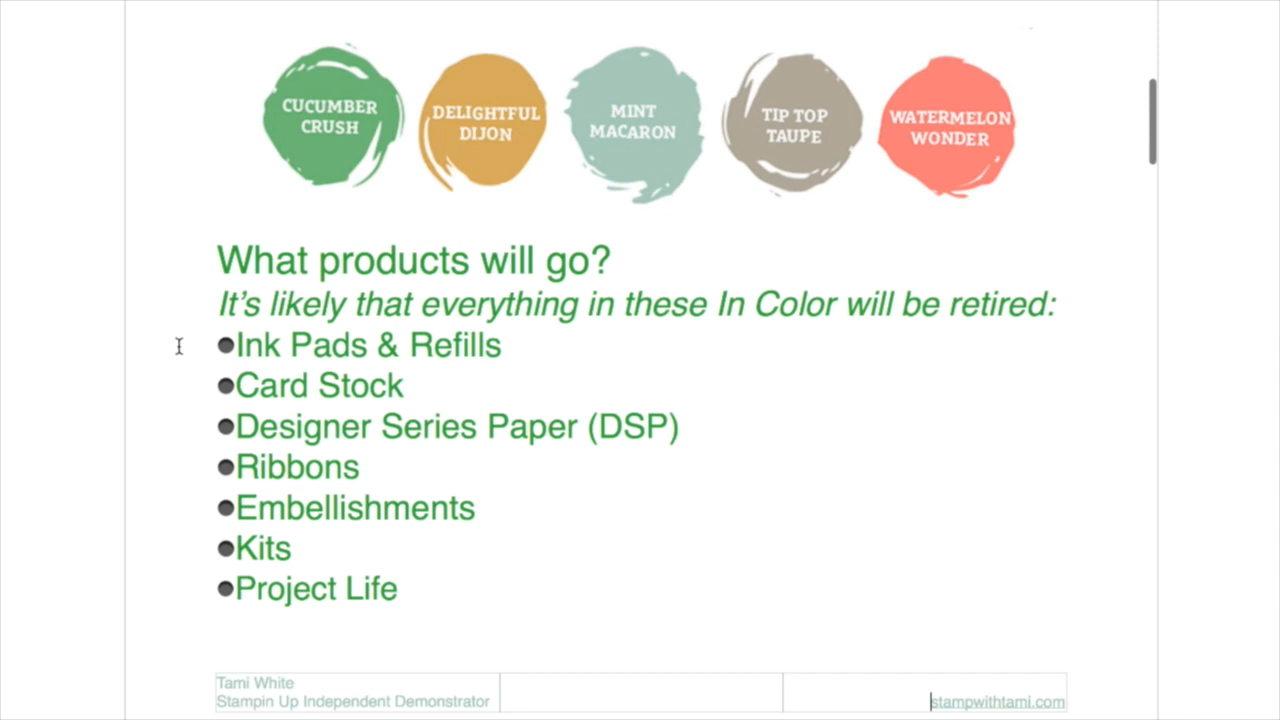 CUCUMBER
CRUSH
DELIGHTFUL
DIJON
MINT
MACARON
TIP TOP
TAUPE
WATERMELON
WONDER
What products will go?
It’s likely that everything in these In Color will be retired:
●Ink Pads & Refills
●Card Stock
●Designer Series Paper (DSP)
●Ribbons
●Embellishments
●Kits
●Project Life
Tami White
Stampin Up Independent Demonstrator
stampwithtami.com